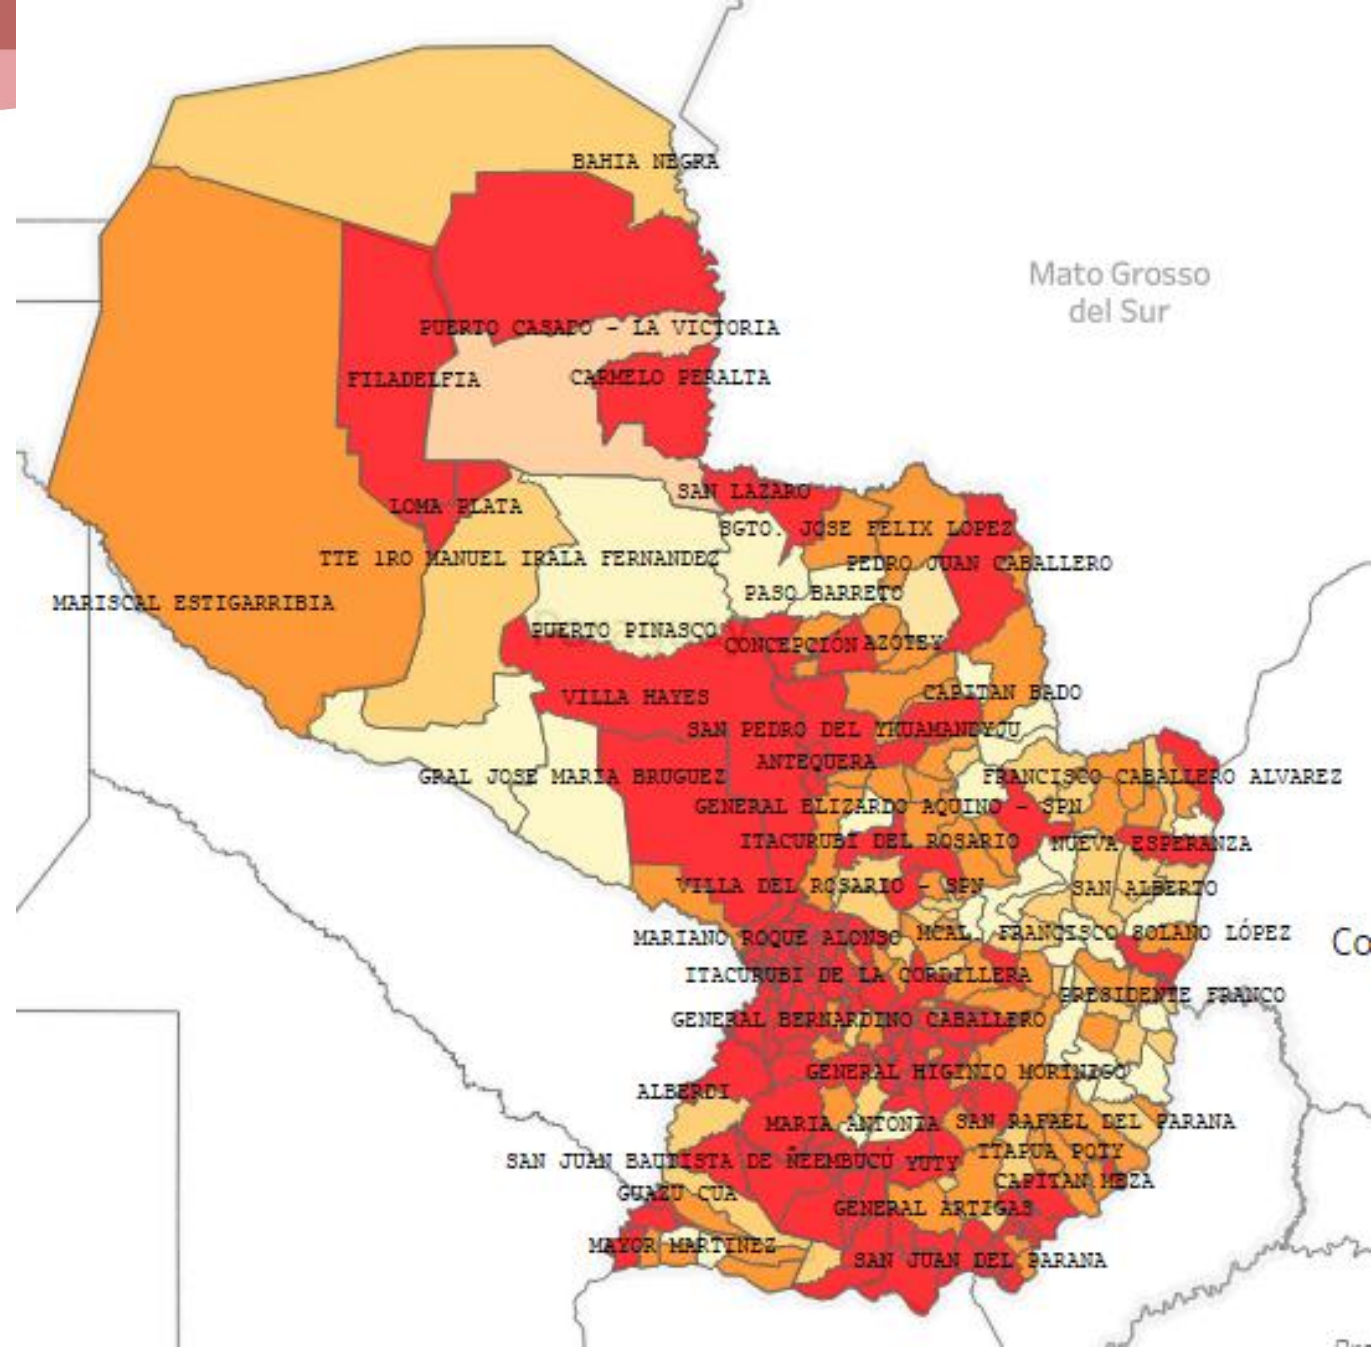 BAHIA NEGRA
Mato Grosso
del Sur
PUERTO CASADO - LA VICTORIA
FILADELFIA
CARMELO PERALTA
SAN LAZARO
LOMA PLATA
SGTO. JOSE FELIX LOPEZ
TTE 1RO MANUEL IRALA FERNANDEZ
PEDRO JUAN CABALLERO
PASO BARRETO
MARISCAL ESTIGARRIBIA
PUERTO PINASCO
CONCEPCIÓN
AZOTEY
VILLA HAYES
CAPITAN BADO
SAN PEDRO DEL YKUAMANDYJU
ANTEQUERA
GRAL JOSE MARIA BRUGUEZ
FRANCISCO CABALLERO ALVAREZ
GENERAL ELIZARDO AQUINO - SPN
ITACURUBI DEL ROSARIO
NUEVA ESPERANZA
VILLA DEL ROSARIO - SPN
SAN ALBERTO
MARIANO ROQUE ALONSO
MCAL. FRANCISCO SOLANO LÓPEZ
Co
ITACURUBI DE LA CORDILLERA
PRESIDENTE FRANCO
GENERAL BERNARDINO CABALLERO
GENERAL HIGINIO MORINIGO
ALBERDI
MARIA ANTONIA
SAN RAFAEL DEL PARANA
ITAPUA POTY
SAN JUAN BAUTISTA DE ÑEEMBUCÚ
YUTY
CAPITAN MEZA
GUAZU CUA
GENERAL ARTIGAS
MAYOR MARTINEZ
SAN JUAN DEL PARANA